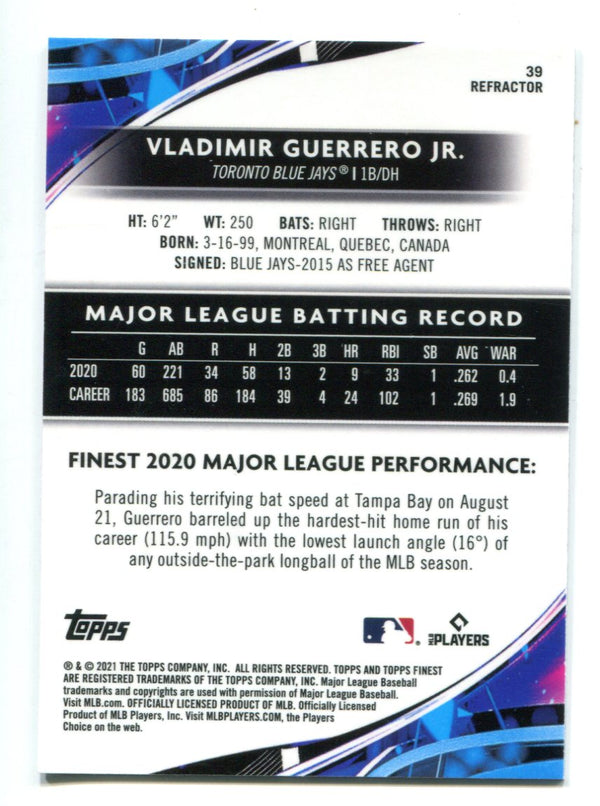 39
REFRACTOR
VLADIMIR GUERRERO JR.
TORONTO BLUE JAYS® | 1B/DH
HT: 6'2" WT: 250 BATS: RIGHT THROWS: RIGHT
BORN: 3-16-99, MONTREAL, QUEBEC, CANADA
SIGNED: BLUE JAYS-2015 AS FREE AGENT
MAJOR LEAGUE BATTING RECORD
G AB R H 2B 3B HR RBI SB AVG WAR
2020 60 221 34 58 13 2 9 33 1 .262 0.4
CAREER 183 685 86 184 39 4 24 102 1 .269 1.9
FINEST 2020 MAJOR LEAGUE PERFORMANCE:
Parading his terrifying bat speed at Tampa Bay on August
21, Guerrero barreled up the hardest-hit home run of his
career (115.9 mph) with the lowest launch angle (16°) of
any outside-the-park longball of the MLB season.
Topps
MLB PLAYERS
® & © 2021 THE TOPPS COMPANY, INC. ALL RIGHTS RESERVED. TOPPS AND TOPPS FINEST
ARE REGISTERED TRADEMARKS OF THE TOPPS COMPANY, INC. Major League Baseball
trademarks and copyrights are used with permission of Major League Baseball.
Visit MLB.com. OFFICIALLY LICENSED PRODUCT OF MLB. Officially Licensed
Product of MLB Players, Inc. Visit MLBPLAYERS.COM, the Players
Choice on the web.